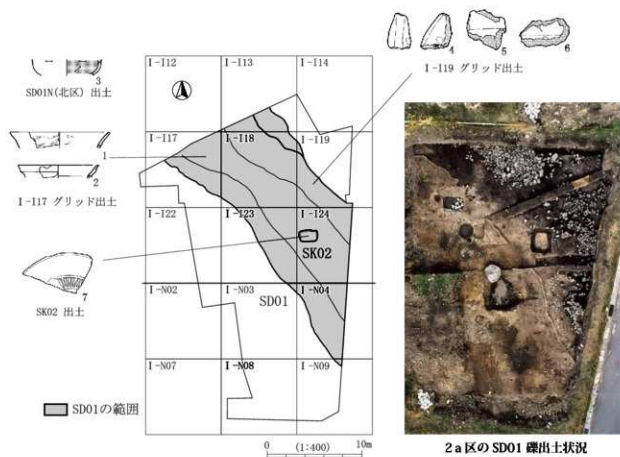 4
5
6
I-I19 グリッド出土
3
SD01N(北区) 出土
1
2
I-I17 グリッド出土
7
SK02 出土
I-I12
I-I13
I-I14
I-I17
I-I18
I-I19
I-I22
I-I23
I-I24
SK02
I-N02
I-N03
I-N04
SD01
I-N07
I-N08
I-N09
SD01の範囲
0 (1:400) 10m
2a区のSD01 礫出土状況